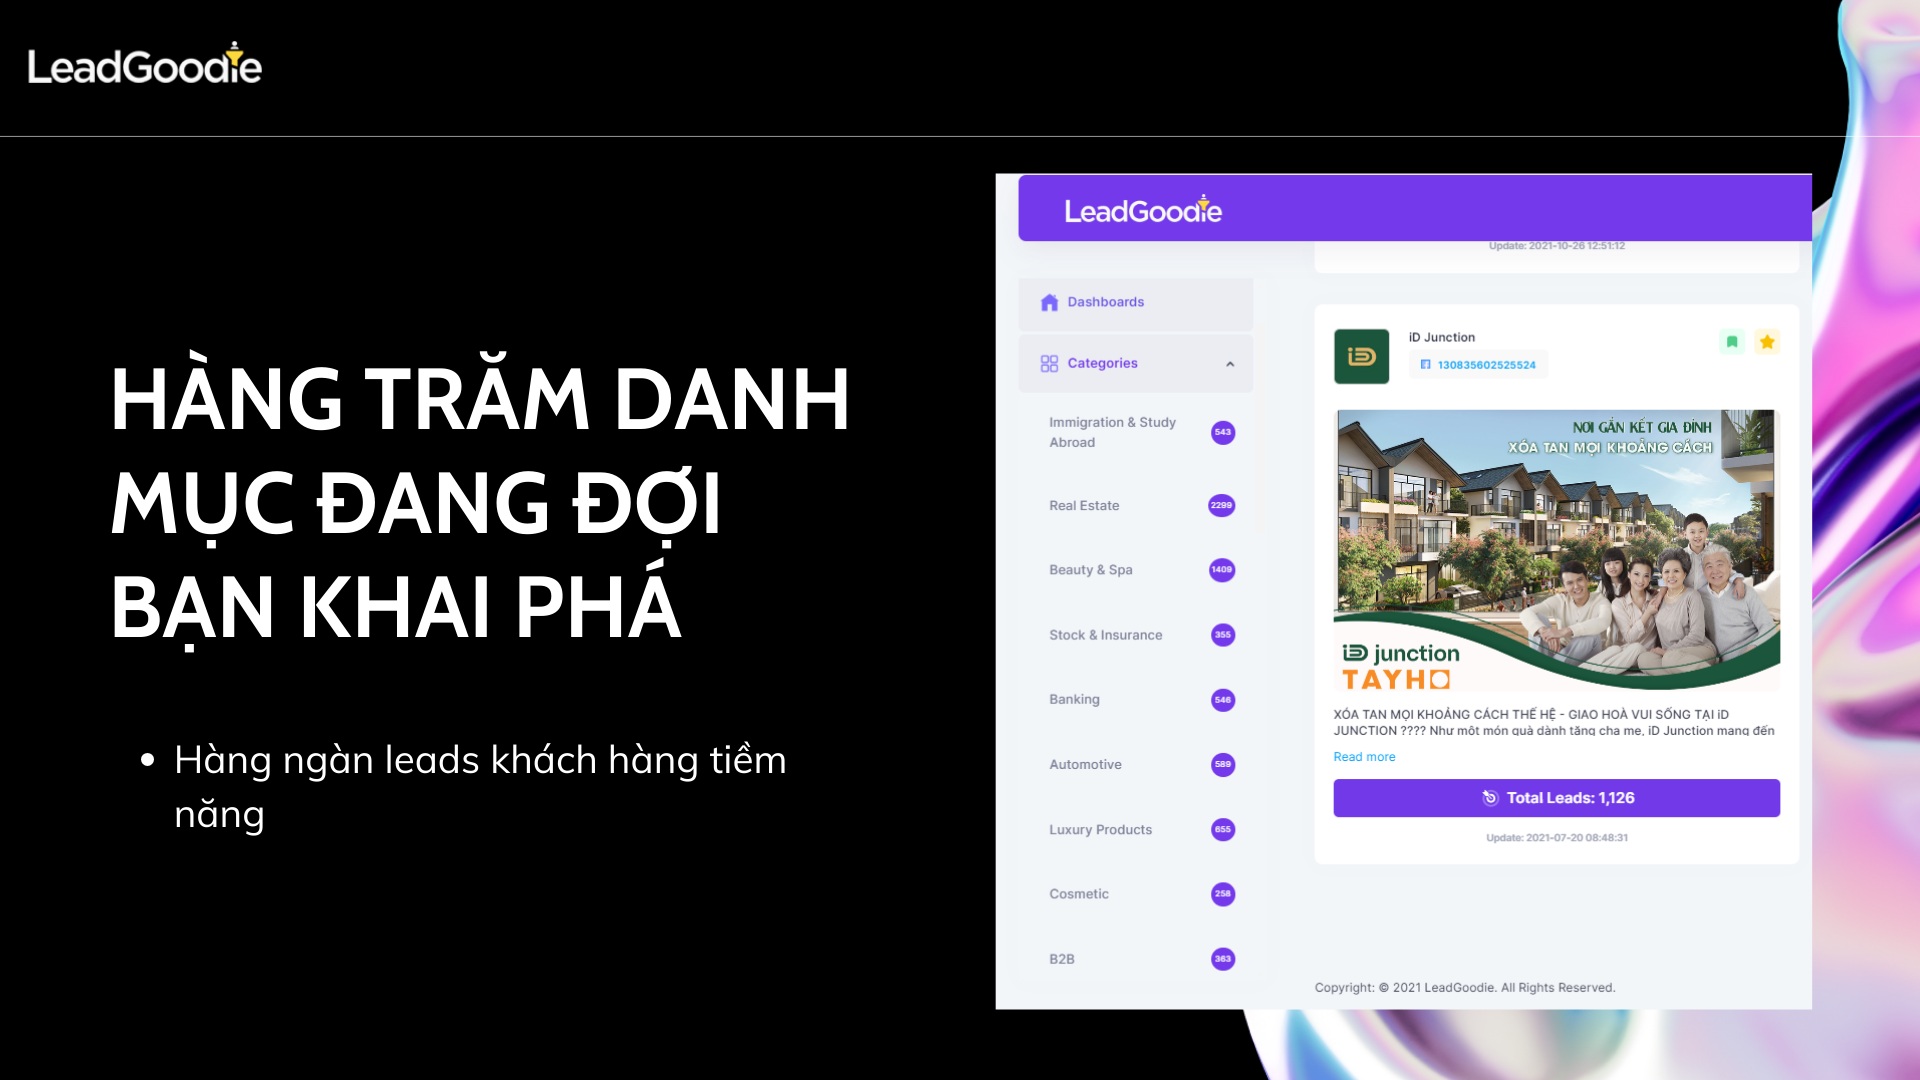 LeadGoodie
HÀNG TRĂM DANH
MỤC ĐANG ĐỢI
BẠN KHAI PHÁ
• Hàng ngàn leads khách hàng tiềm
năng
LeadGoodie
Dashboards
Categories
Immigration & Study
Abroad
543
Real Estate
2299
Beauty & Spa
1409
Stock & Insurance
355
Banking
546
Automotive
589
Luxury Products
655
Cosmetic
258
B2B
363
Update: 2021-10-26 12:51:12
iD Junction
130835602525524
NƠI GẮN KẾT GIA ĐÌNH
XÓA TAN MỌI KHOẢNG CÁCH
iD junction
TAYHO
XÓA TAN MỌI KHOẢNG CÁCH THẾ HỆ - GIAO HOÀ VUI SỐNG TẠI iD
JUNCTION ???? Như một món quà dành tặng cha mẹ, iD Junction mang đến
Read more
Total Leads: 1,126
Update: 2021-07-20 08:48:31
Copyright: © 2021 LeadGoodie. All Rights Reserved.